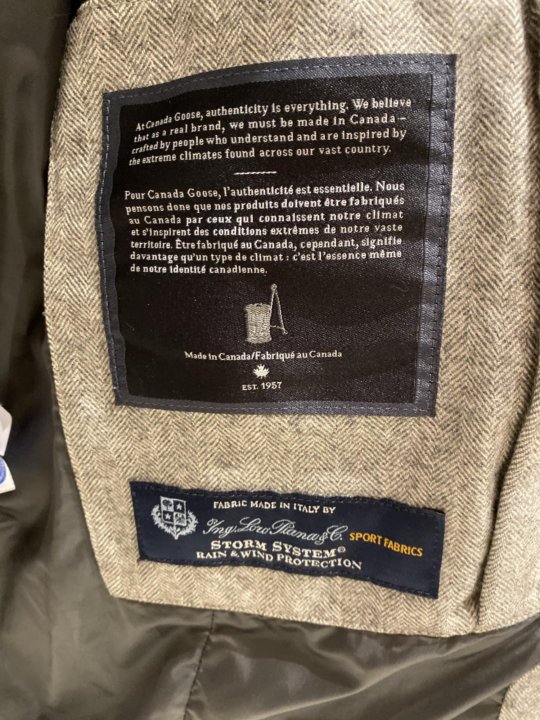 At Canada Goose, authenticity is everything. We believe
that as a real brand, we must be made in Canada –
crafted by people who understand and are inspired by
the extreme climates found across our vast country.
Pour Canada Goose, l'authenticité est essentielle. Nous
pensons donc que nos produits doivent être fabriqués
au Canada par ceux qui connaissent notre climat
et s'inspirent des conditions extrêmes de notre vaste
territoire. Être fabriqué au Canada, cependant, signifie
davantage qu'un type de climat : c'est l'essence même
de notre identité canadienne.
Made in Canada/Fabriqué au Canada
EST. 1957
FABRIC MADE IN ITALY BY
Ing. Loro Piana & C. SPORT FABRICS
STORM SYSTEM®
RAIN & WIND PROTECTION